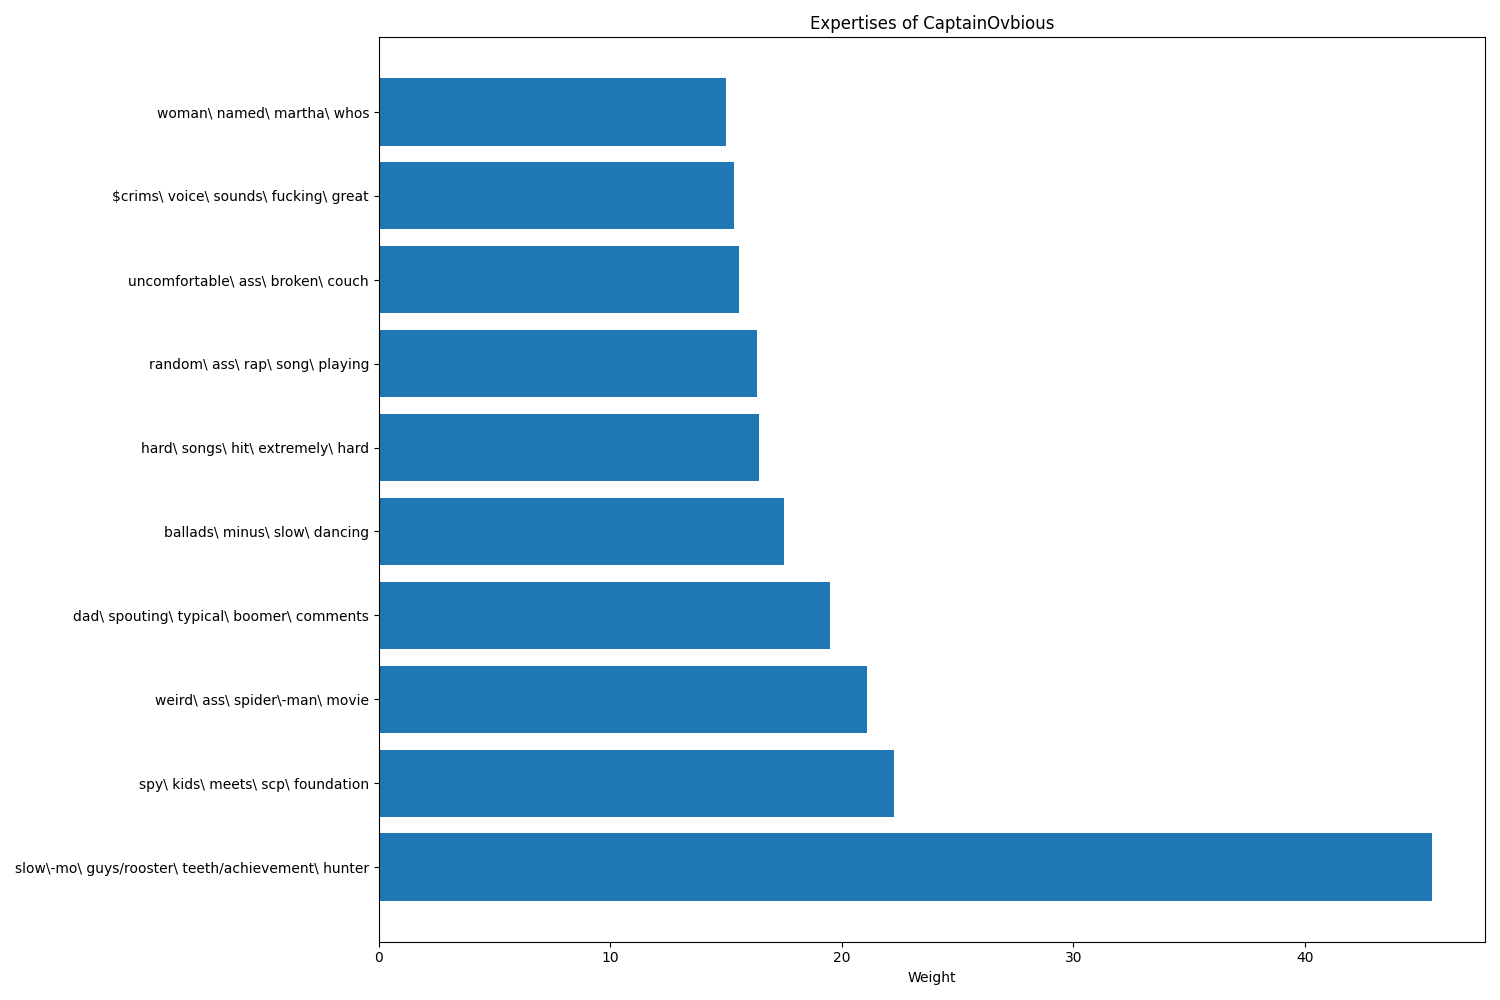 Expertises of CaptainOvbious
woman\ named\ martha\ whos
$crims\ voice\ sounds\ fucking\ great
uncomfortable\ ass\ broken\ couch
random\ ass\ rap\ song\ playing
hard\ songs\ hit\ extremely\ hard
ballads\ minus\ slow\ dancing
dad\ spouting\ typical\ boomer\ comments
weird\ ass\ spider\-man\ movie
spy\ kids\ meets\ scp\ foundation
slow\-mo\ guys/rooster\ teeth/achievement\ hunter
0 10 20 30 40
Weight